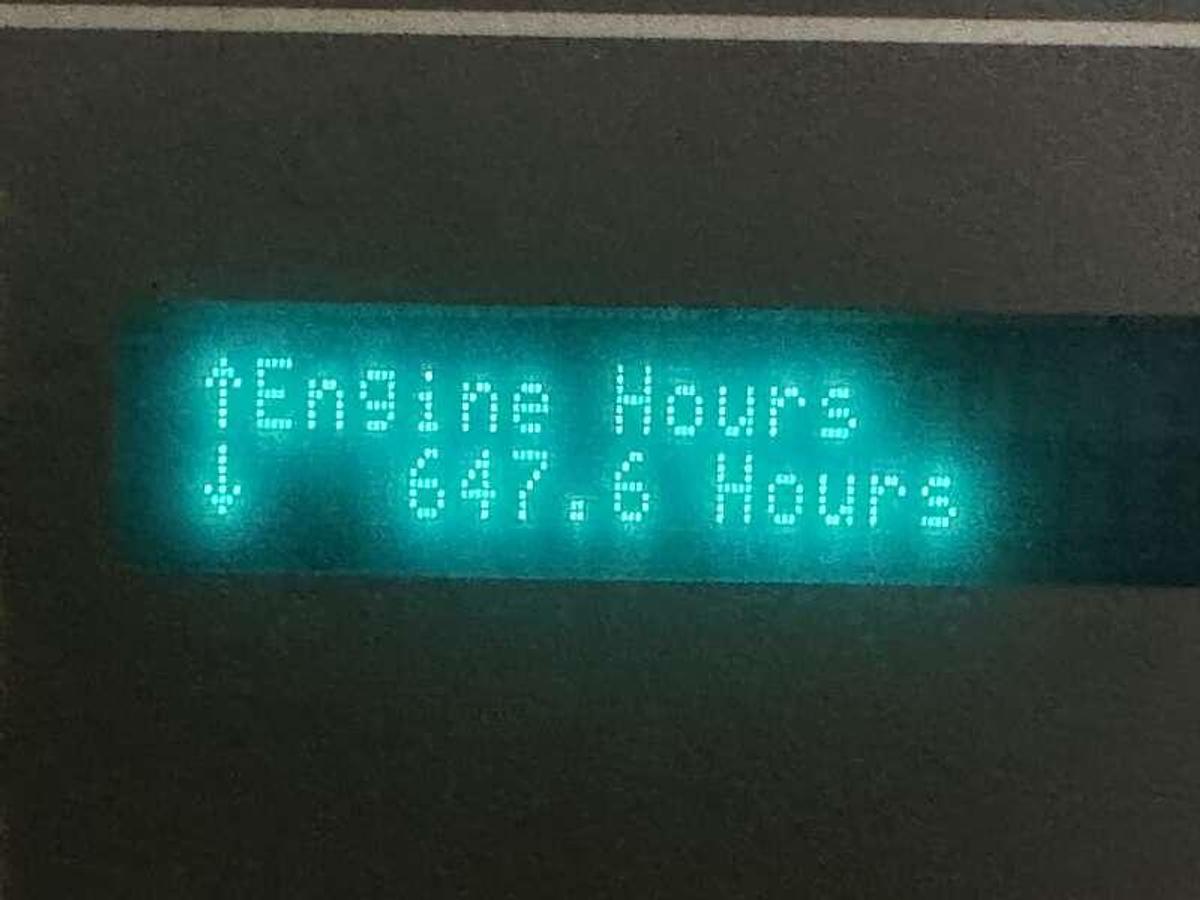 ↑Engine Hours
↓ 647.6 Hours